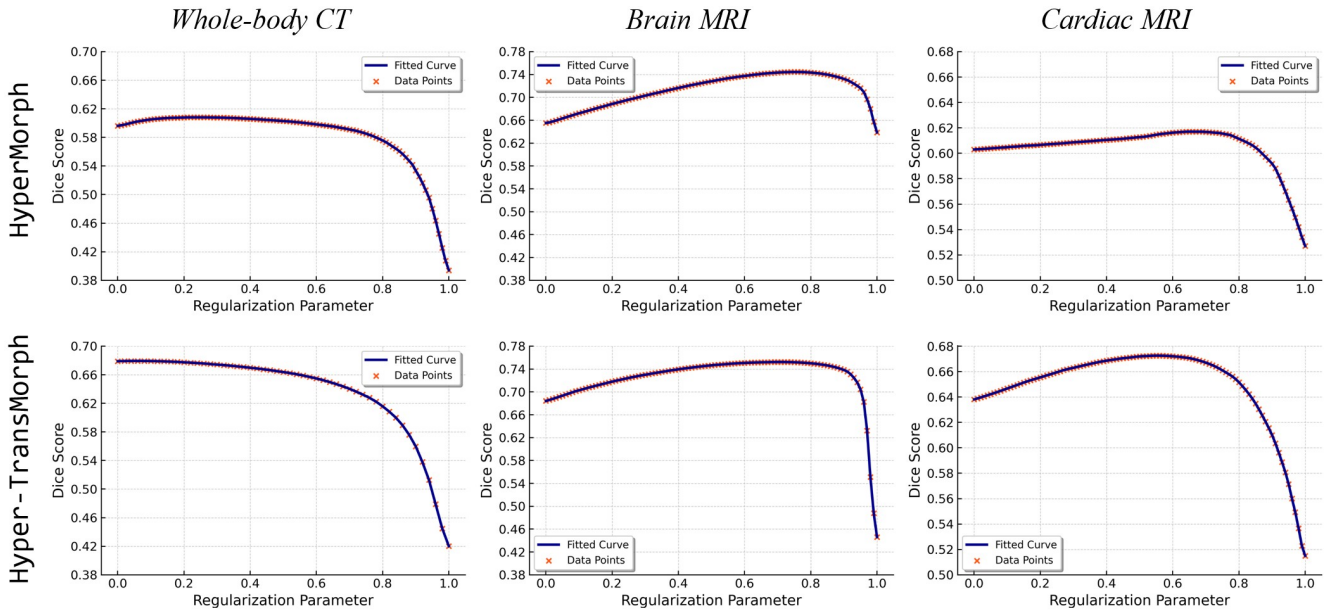 Whole-body CT
Brain MRI
Cardiac MRI
HyperMorph
0.70
0.66
0.62
0.58
0.54
0.50
0.46
0.42
0.38
Dice Score
Fitted Curve
Data Points
0.0 0.2 0.4 0.6 0.8 1.0
Regularization Parameter
0.78
0.74
0.70
0.66
0.62
0.58
0.54
0.50
0.46
0.42
0.38
Dice Score
Fitted Curve
Data Points
0.0 0.2 0.4 0.6 0.8 1.0
Regularization Parameter
0.68
0.66
0.64
0.62
0.60
0.58
0.56
0.54
0.52
0.50
Dice Score
Fitted Curve
Data Points
0.0 0.2 0.4 0.6 0.8 1.0
Regularization Parameter
Hyper-TransMorph
0.70
0.66
0.62
0.58
0.54
0.50
0.46
0.42
0.38
Dice Score
Fitted Curve
Data Points
0.0 0.2 0.4 0.6 0.8 1.0
Regularization Parameter
0.78
0.74
0.70
0.66
0.62
0.58
0.54
0.50
0.46
0.42
0.38
Dice Score
Fitted Curve
Data Points
0.0 0.2 0.4 0.6 0.8 1.0
Regularization Parameter
0.68
0.66
0.64
0.62
0.60
0.58
0.56
0.54
0.52
0.50
Dice Score
Fitted Curve
Data Points
0.0 0.2 0.4 0.6 0.8 1.0
Regularization Parameter